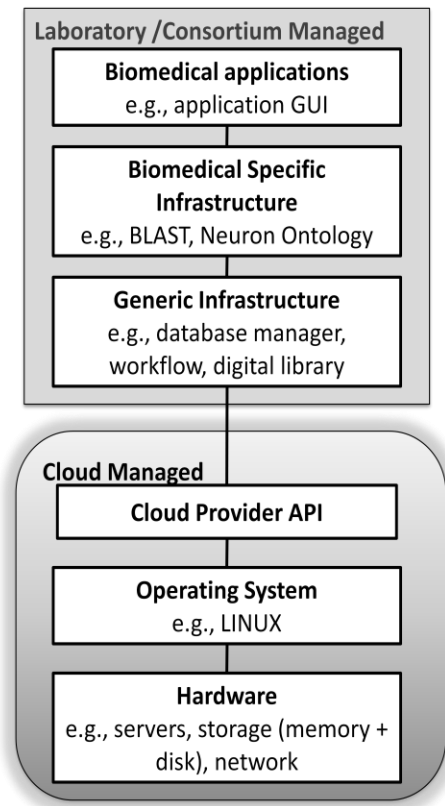 Laboratory /Consortium Managed
Biomedical applications
e.g., application GUI
Biomedical Specific
Infrastructure
e.g., BLAST, Neuron Ontology
Generic Infrastructure
e.g., database manager,
workflow, digital library
Cloud Managed
Cloud Provider API
Operating System
e.g., LINUX
Hardware
e.g., servers, storage (memory +
disk), network